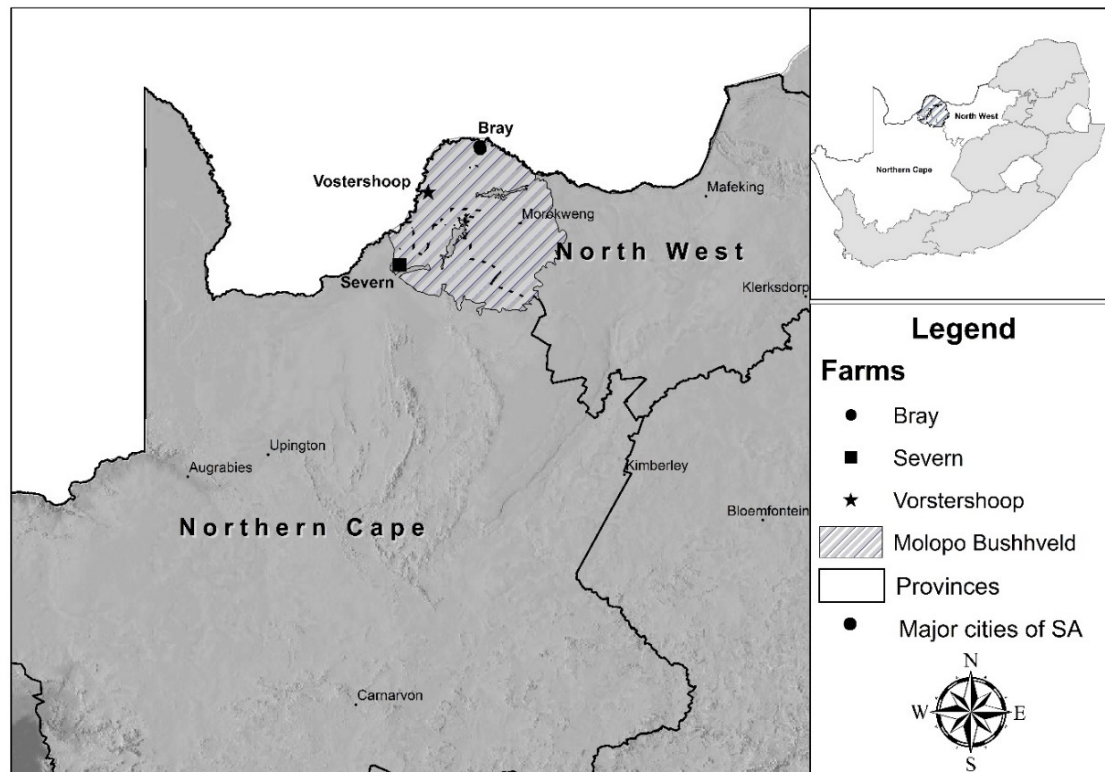 Bray
Vostershoop
Mafeking
Morokweng
North West
Severn
Klerksdorp
Upington
Augrabies
Kimberley
Bloemfontein
Northern Cape
Carnarvon
North West
Northern Cape
Legend
Farms
Bray
Severn
Vorstershoop
Molopo Bushhveld
Provinces
Major cities of SA
N
W
E
S